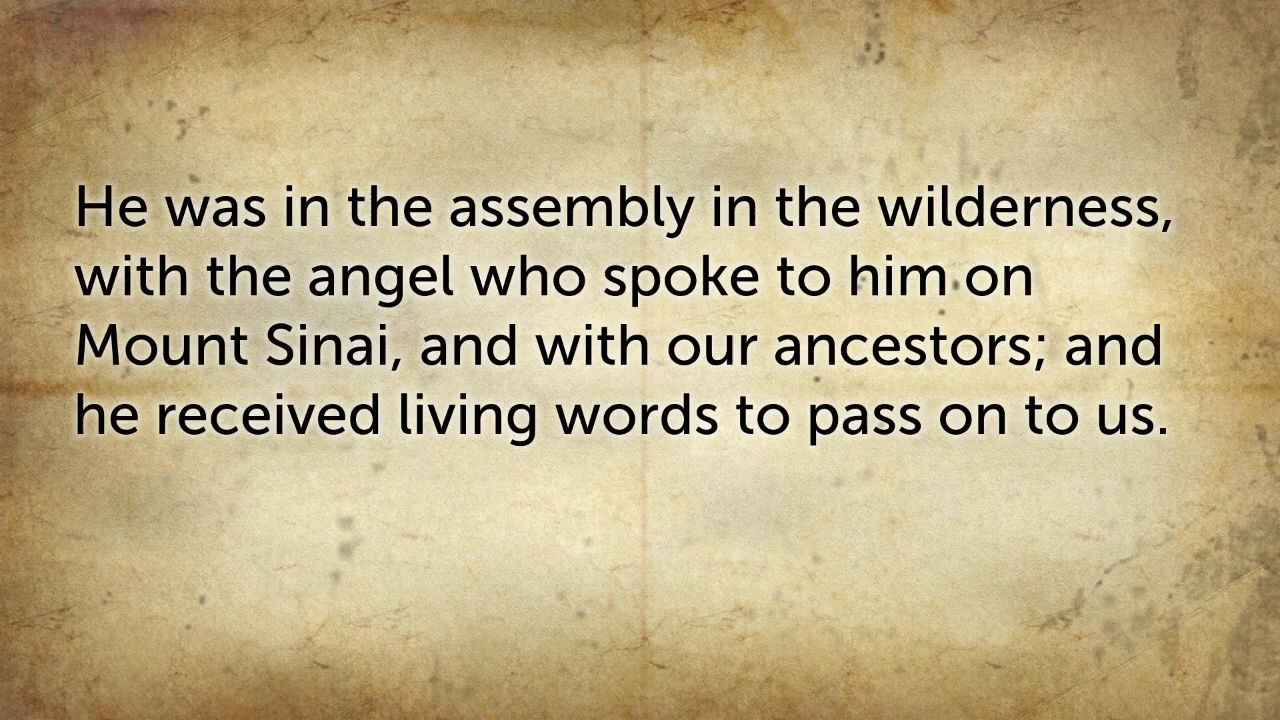 He was in the assembly in the wilderness,
with the angel who spoke to him on
Mount Sinai, and with our ancestors; and
he received living words to pass on to us.